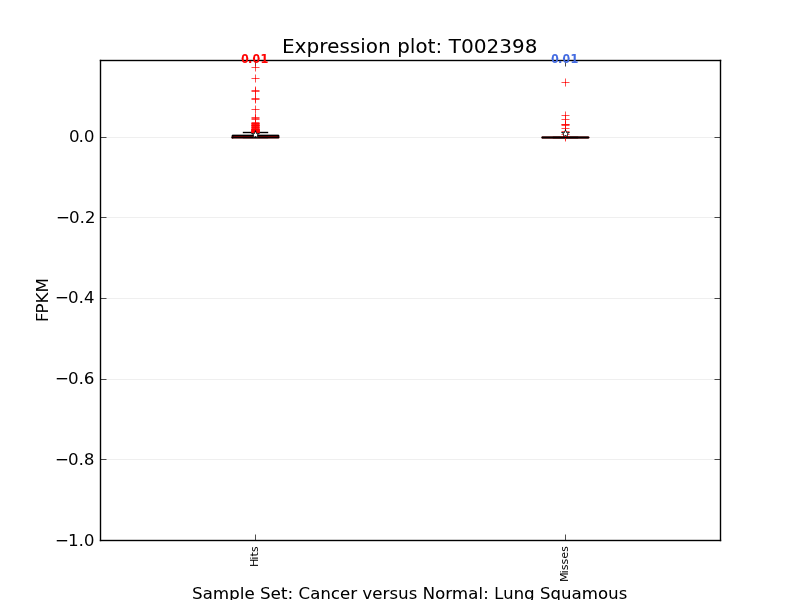 Expression plot: T002398
0.01
0.01
0.0
−0.2
−0.4
−0.6
−0.8
−1.0
FPKM
Hits
Misses
Sample Set: Cancer versus Normal: Lung Squamous